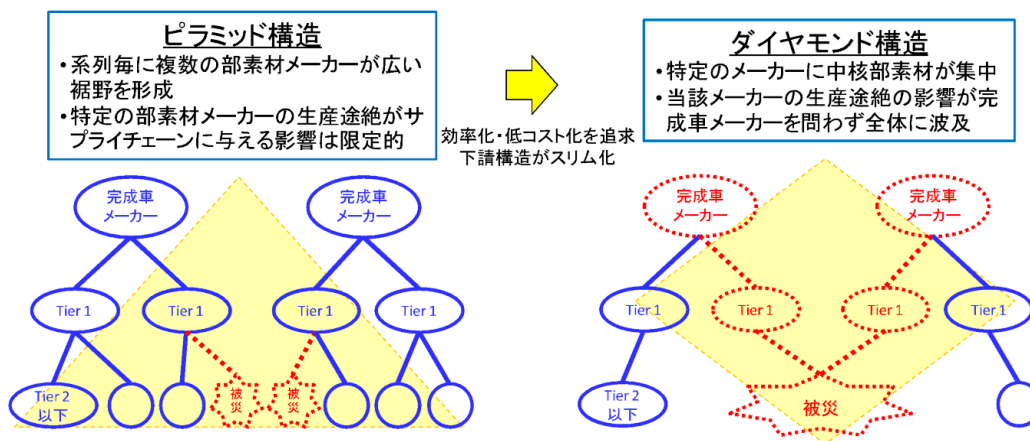 ピラミッド構造
・系列毎に複数の部素材メーカーが広い
裾野を形成
・特定の部素材メーカーの生産途絶がサ
プライチェーンに与える影響は限定的
効率化・低コスト化を追求
下請構造がスリム化
ダイヤモンド構造
・特定のメーカーに中核部素材が集中
・当該メーカーの生産途絶の影響が完
成車メーカーを問わず全体に波及
完成車
メーカー
完成車
メーカー
Tier 1
Tier 1
Tier 1
Tier 1
Tier 2
以下
被
災
被
災
完成車
メーカー
完成車
メーカー
Tier 1
Tier 1
Tier 1
Tier 1
Tier 2
以下
被災